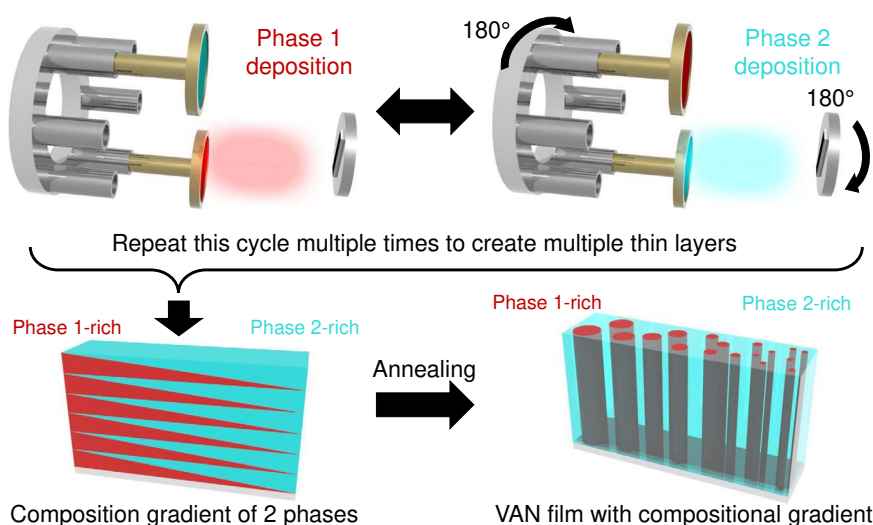 Phase 1
deposition
180°
Phase 2
deposition
180°
Repeat this cycle multiple times to create multiple thin layers
Phase 1-rich
Phase 2-rich
Annealing
Phase 1-rich
Phase 2-rich
Composition gradient of 2 phases
VAN film with compositional gradient